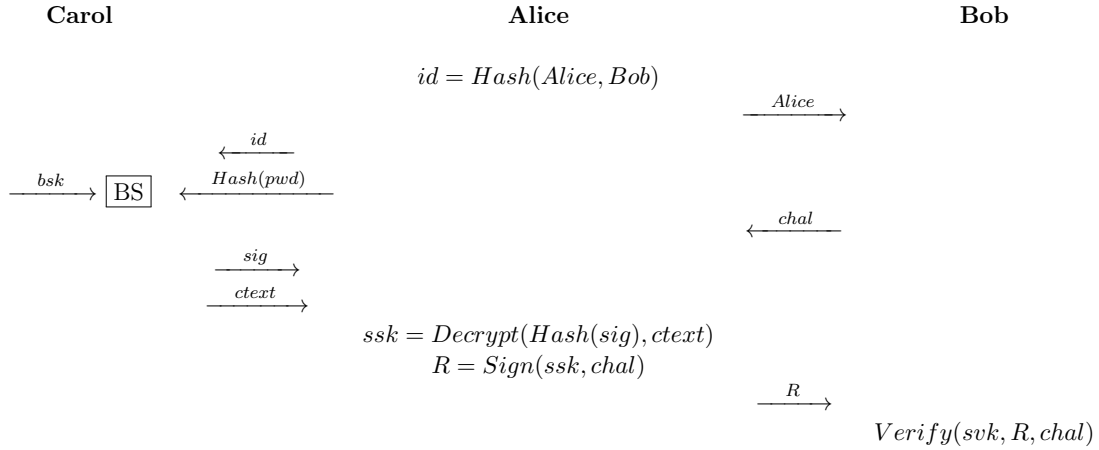 Carol Alice Bob
id = Hash(Alice, Bob)
Alice
id
bsk BS Hash(pwd)
chal
sig
ctext
ssk = Decrypt(Hash(sig), ctext)
R = Sign(ssk, chal)
R
Verify(svk, R, chal)